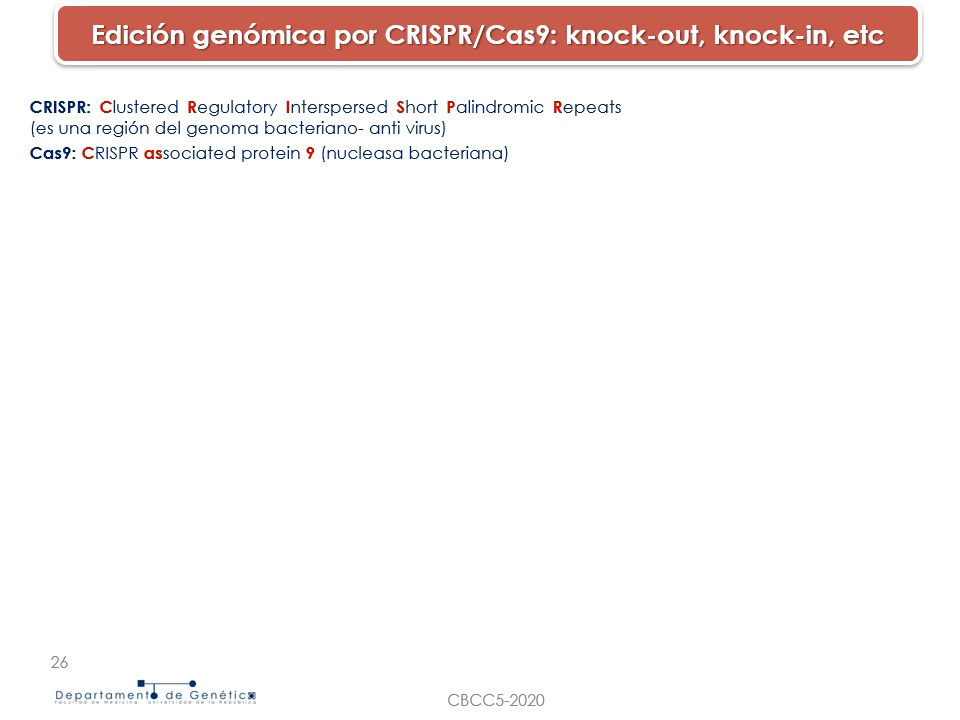 Edición genómica por CRISPR/Cas9: knock-out, knock-in, etc
CRISPR: Clustered Regulatory Interspersed Short Palindromic Repeats
(es una región del genoma bacteriano- anti virus)
Cas9: CRISPR associated protein 9 (nucleasa bacteriana)
26
Departamento de Genética
Facultad de Medicina Universidad de la República
CBCC5-2020